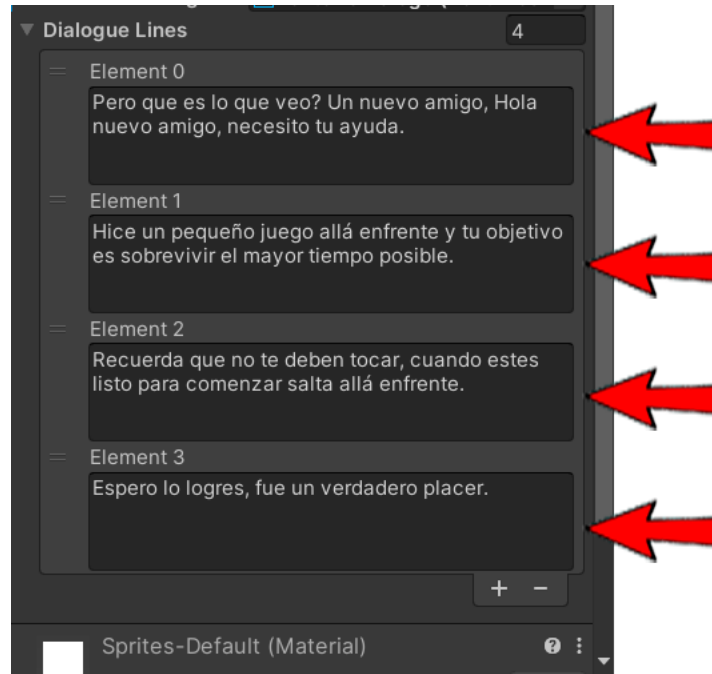 Dialogue Lines
4
Element 0
Pero que es lo que veo? Un nuevo amigo, Hola
nuevo amigo, necesito tu ayuda.
Element 1
Hice un pequeño juego allá enfrente y tu objetivo
es sobrevivir el mayor tiempo posible.
Element 2
Recuerda que no te deben tocar, cuando estes
listo para comenzar salta allá enfrente.
Element 3
Espero lo logres, fue un verdadero placer.
+ −
Sprites-Default (Material)